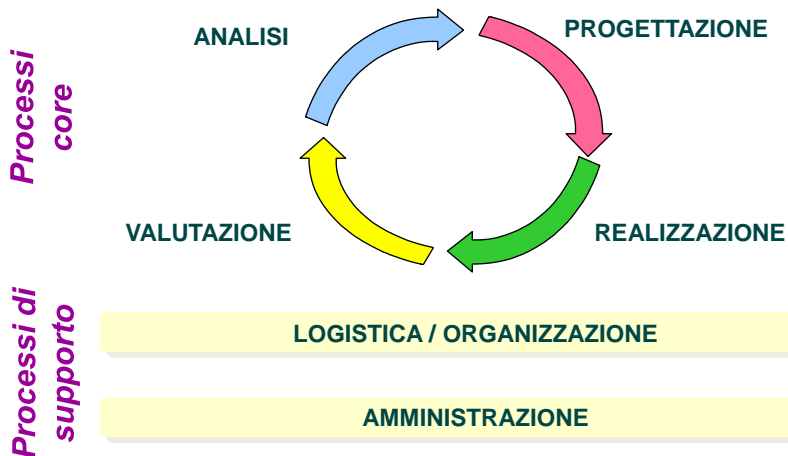 Processi
core
ANALISI
PROGETTAZIONE
VALUTAZIONE
REALIZZAZIONE
Processi di
supporto
LOGISTICA / ORGANIZZAZIONE
AMMINISTRAZIONE